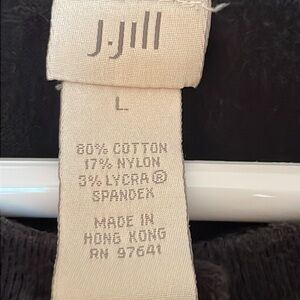 J.Jill
L
80% COTTON
17% NYLON
3% LYCRA®
SPANDEX
MADE IN
HONG KONG
RN 97641